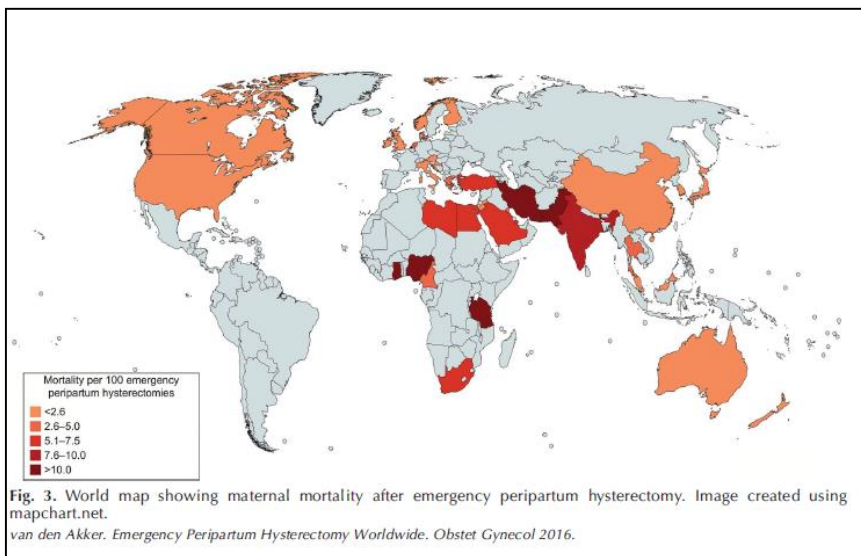 Mortality per 100 emergency
peripartum hysterectomies
<2.6
2.6–5.0
5.1–7.5
7.6–10.0
>10.0
Fig. 3. World map showing maternal mortality after emergency peripartum hysterectomy. Image created using
mapchart.net.
van den Akker. Emergency Peripartum Hysterectomy Worldwide. Obstet Gynecol 2016.